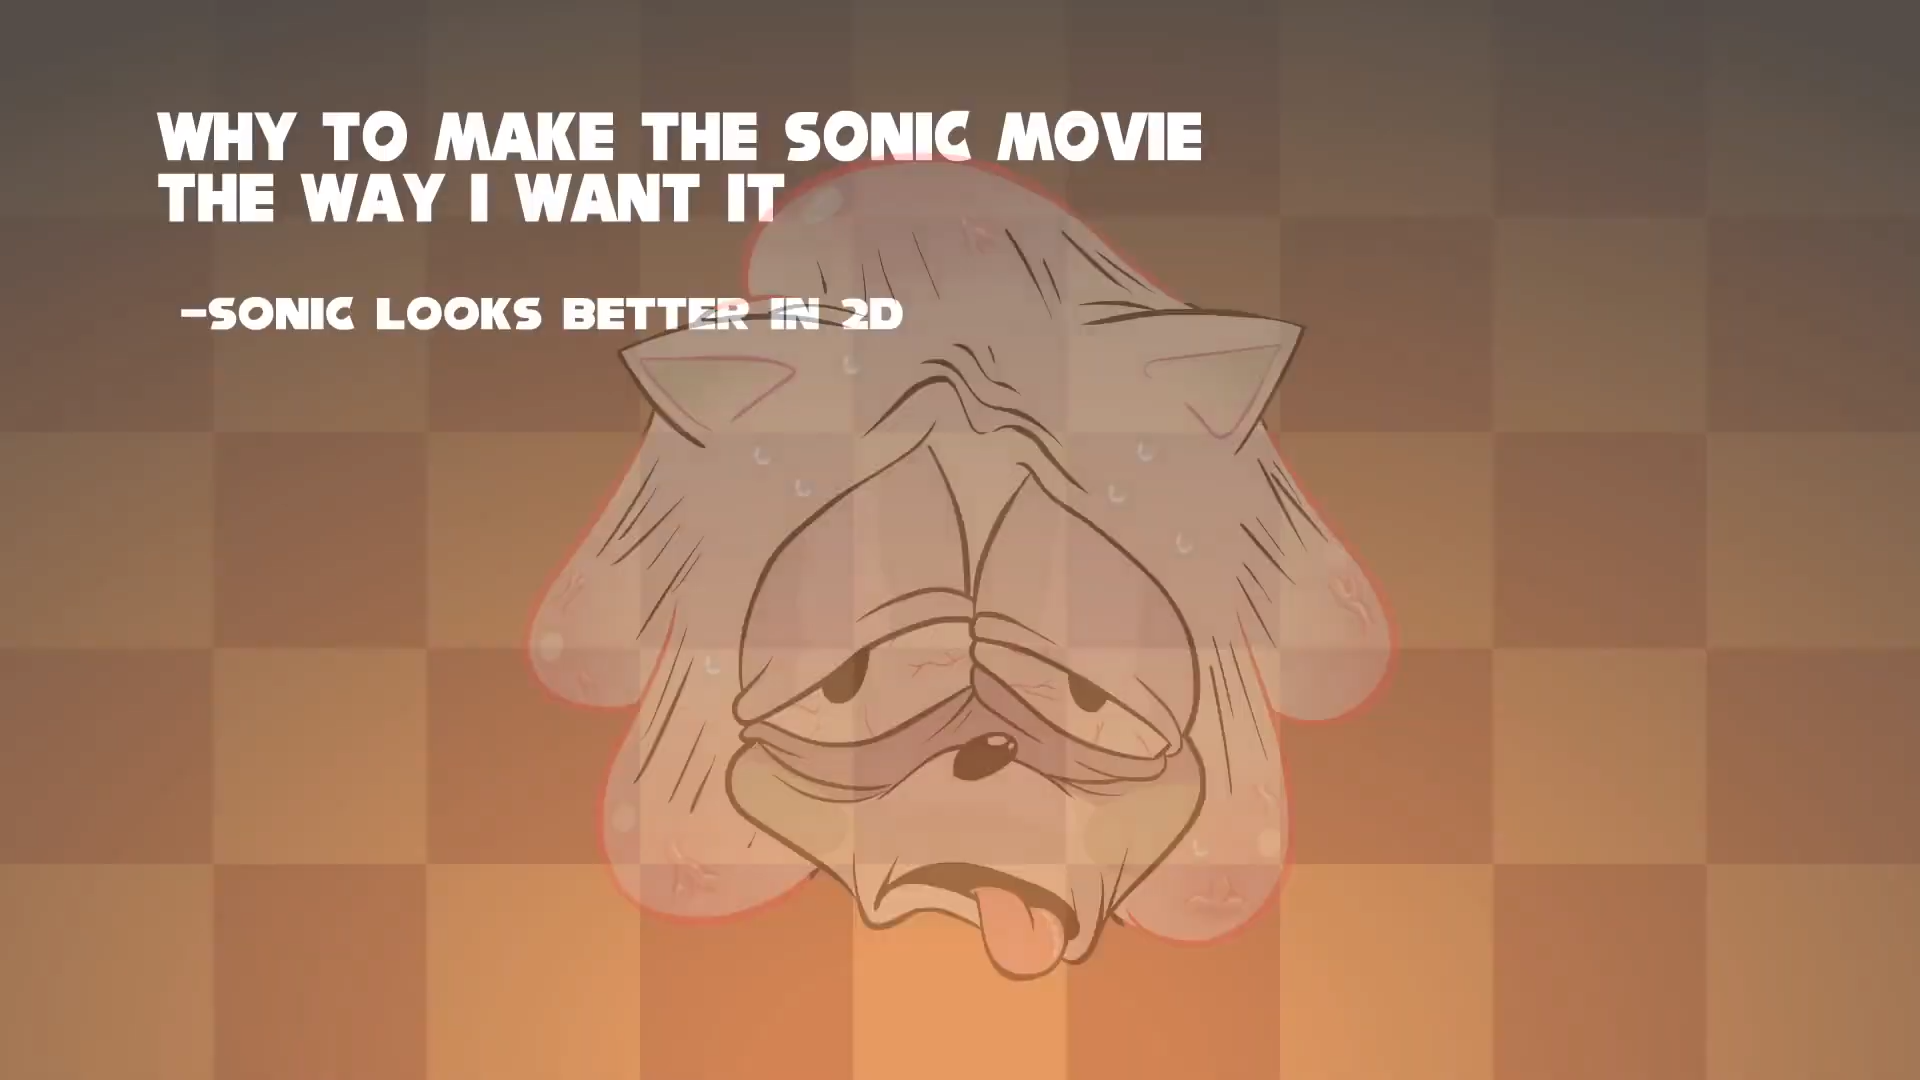 WHY TO MAKE THE SONIC MOVIE
THE WAY I WANT IT
-SONIC LOOKS BETTER IN 2D